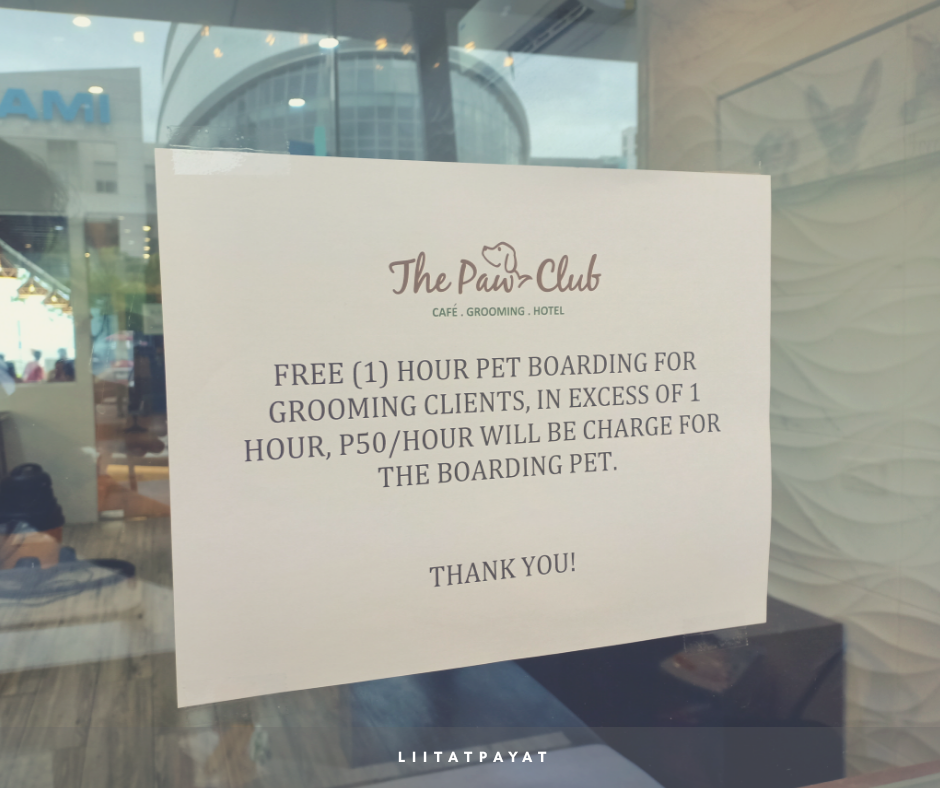 AMI
The Paw Club
CAFÉ . GROOMING . HOTEL
FREE (1) HOUR PET BOARDING FOR
GROOMING CLIENTS, IN EXCESS OF 1
HOUR, P50/HOUR WILL BE CHARGE FOR
THE BOARDING PET.
THANK YOU!
LIITATPAYAT